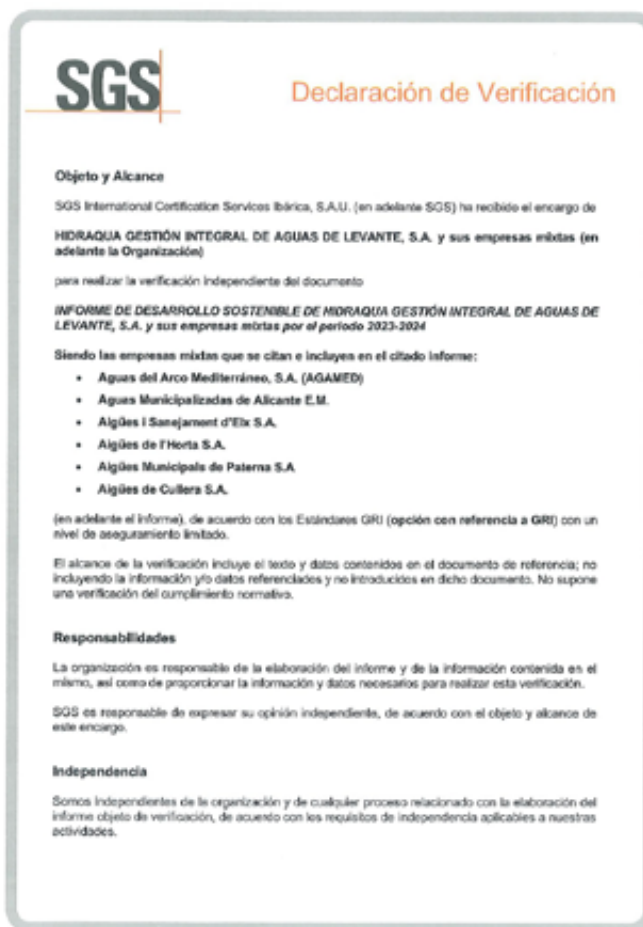 SGS
Declaración de Verificación
Objeto y Alcance
SGS International Certification Services Ibérica, S.A.U. (en adelante SGS) ha recibido el encargo de
HIDRAQUA GESTIÓN INTEGRAL DE AGUAS DE LEVANTE, S.A. y sus empresas mixtas (en
adelante la Organización)
para realizar la verificación independiente del documento
INFORME DE DESARROLLO SOSTENIBLE DE HIDRAQUA GESTIÓN INTEGRAL DE AGUAS DE
LEVANTE, S.A. y sus empresas mixtas por el periodo 2023-2024
Siendo las empresas mixtas que se citan e incluyes en el citado informe:
• Aguas del Arco Mediterráneo, S.A. (AGAMED)
• Aguas Municipalizadas de Alicante E.M.
• Aigües i Sanejament d'Elx S.A.
• Aigües de l'Horta S.A.
• Aigües Municipals de Paterna S.A
• Aigües de Cullera S.A.
(en adelante el informe), de acuerdo con los Estándares GRI (opción con referencia a GRI) con un
nivel de aseguramiento limitado.
El alcance de la verificación incluye el texto y datos contenidos en el documento de referencia; no
incluyendo la información y/o datos referenciados y no introducidos en dicho documento. No supone
una verificación del cumplimiento normativo.
Responsabilidades
La organización es responsable de la elaboración del informe y de la información contenida en el
mismo, así como de proporcionar la información y datos necesarios para realizar esta verificación.
SGS es responsable de expresar su opinión independiente, de acuerdo con el objeto y alcance de
este encargo.
Independencia
Somos independientes de la organización y de cualquier proceso relacionado con la elaboración del
informe objeto de verificación, de acuerdo con los requisitos de independencia aplicables a nuestras
actividades.